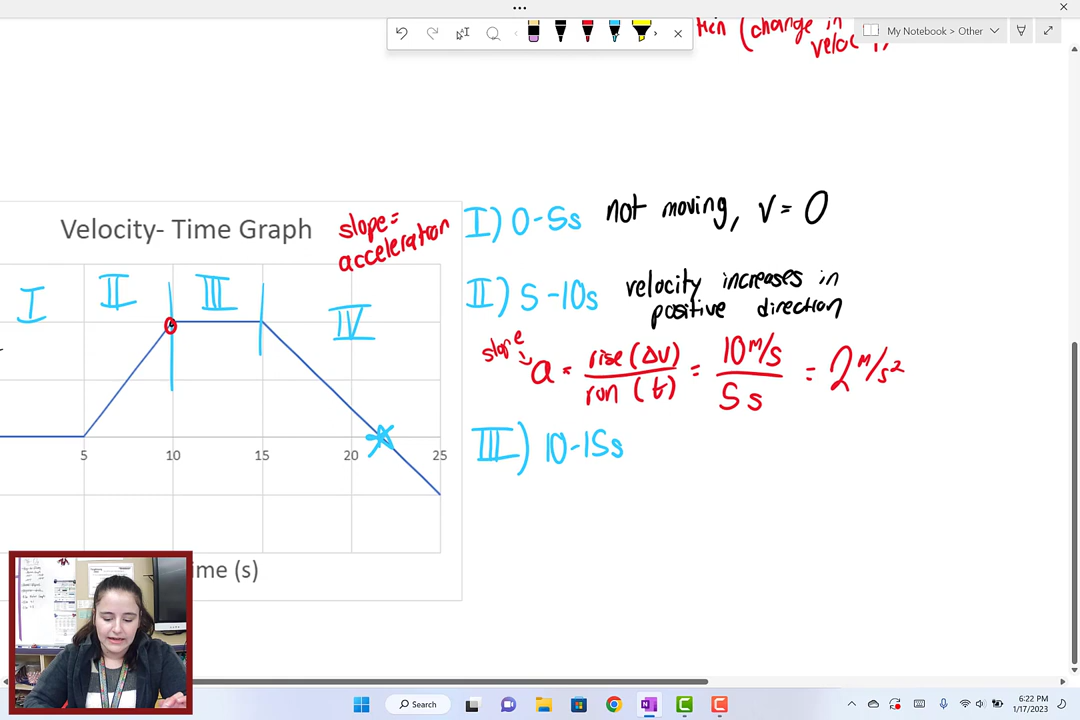 My Notebook > Other
(change in
Velocity- Time Graph
slope=
acceleration
I
II
III
IV
5
10
15
20
25
ime (s)
I) 0-5s not moving, v = 0
II) 5-10s velocity increases in
positive direction
slope
a = rise (Δv) / run (t) = 10 m/s / 5 s = 2 m/s²
III) 10-15s
Search
6:22 PM
1/17/2023